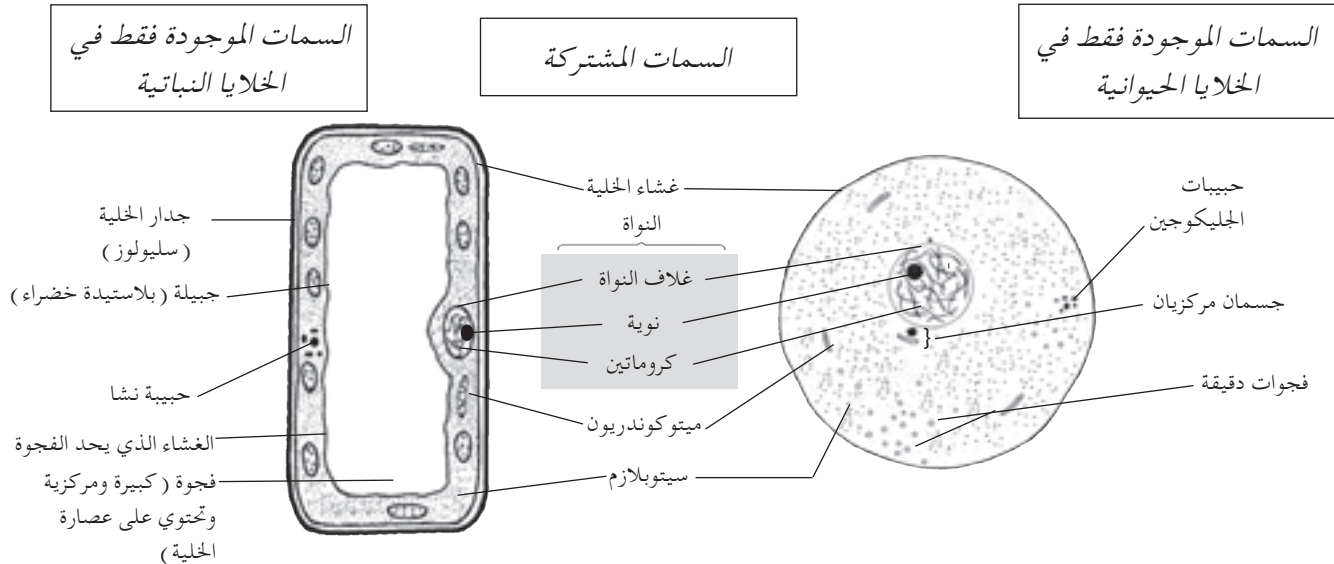 السمات الموجودة فقط في
الخلايا الحيوانية
السمات المشتركة
السمات الموجودة فقط في
الخلايا النباتية
حبيبات
الجليكوجين
جسمان مركزيان
}
فجوات دقيقة
غشاء الخلية
النواة
غلاف النواة
نوية
كروماتين
ميتوكوندريون
سيتوبلازم
جدار الخلية
(سليولوز)
جبيلة (بلاستيدة خضراء)
حبيبة نشا
الغشاء الذي يحد الفجوة
فجوة (كبيرة ومركزية
وتحتوي على عصارة
الخلية)